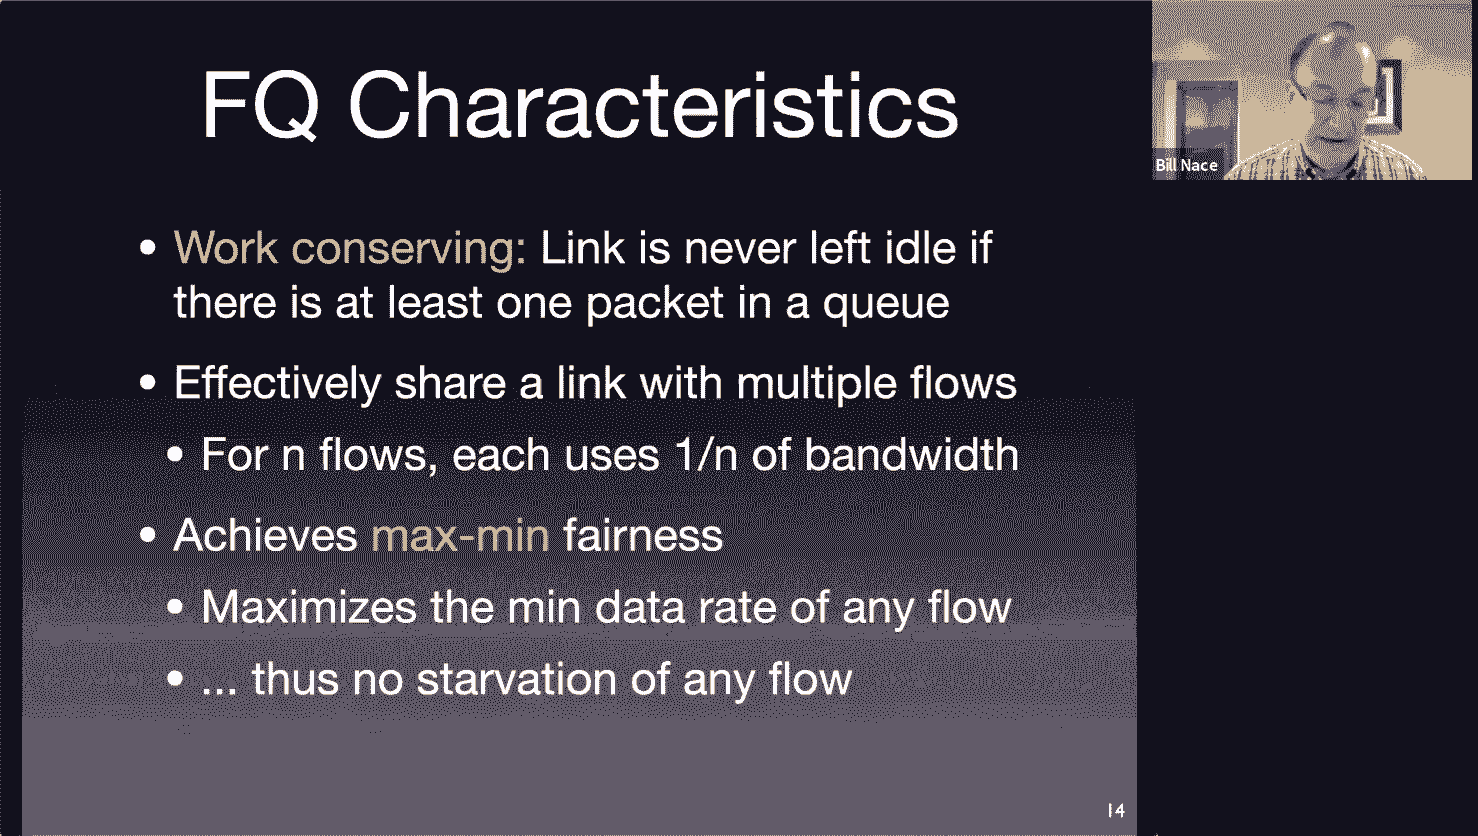 FQ Characteristics
Bill Nace
• Work conserving: Link is never left idle if
there is at least one packet in a queue
• Effectively share a link with multiple flows
• For n flows, each uses 1/n of bandwidth
• Achieves max-min fairness
• Maximizes the min data rate of any flow
• ... thus no starvation of any flow
14